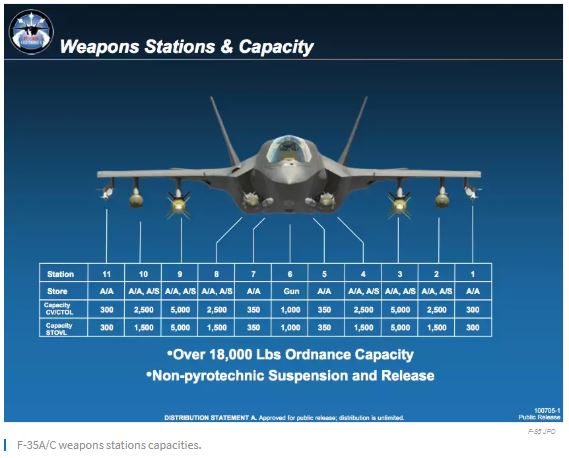 Weapons Stations & Capacity
Station 11 10 9 8 7 6 5 4 3 2 1
Store A/A A/A, A/S A/A, A/S A/A, A/S A/A Gun A/A A/A, A/S A/A, A/S A/A, A/S A/A
Capacity CV/CTOL 300 2,500 5,000 2,500 350 1,000 350 2,500 5,000 2,500 300
Capacity STOVL 300 1,500 5,000 1,500 350 1,000 350 1,500 5,000 1,500 300
•Over 18,000 Lbs Ordnance Capacity
•Non-pyrotechnic Suspension and Release
DISTRIBUTION STATEMENT A. Approved for public release; distribution is unlimited.
100705-1
Public Release
F-35 JPO
F-35A/C weapons stations capacities.